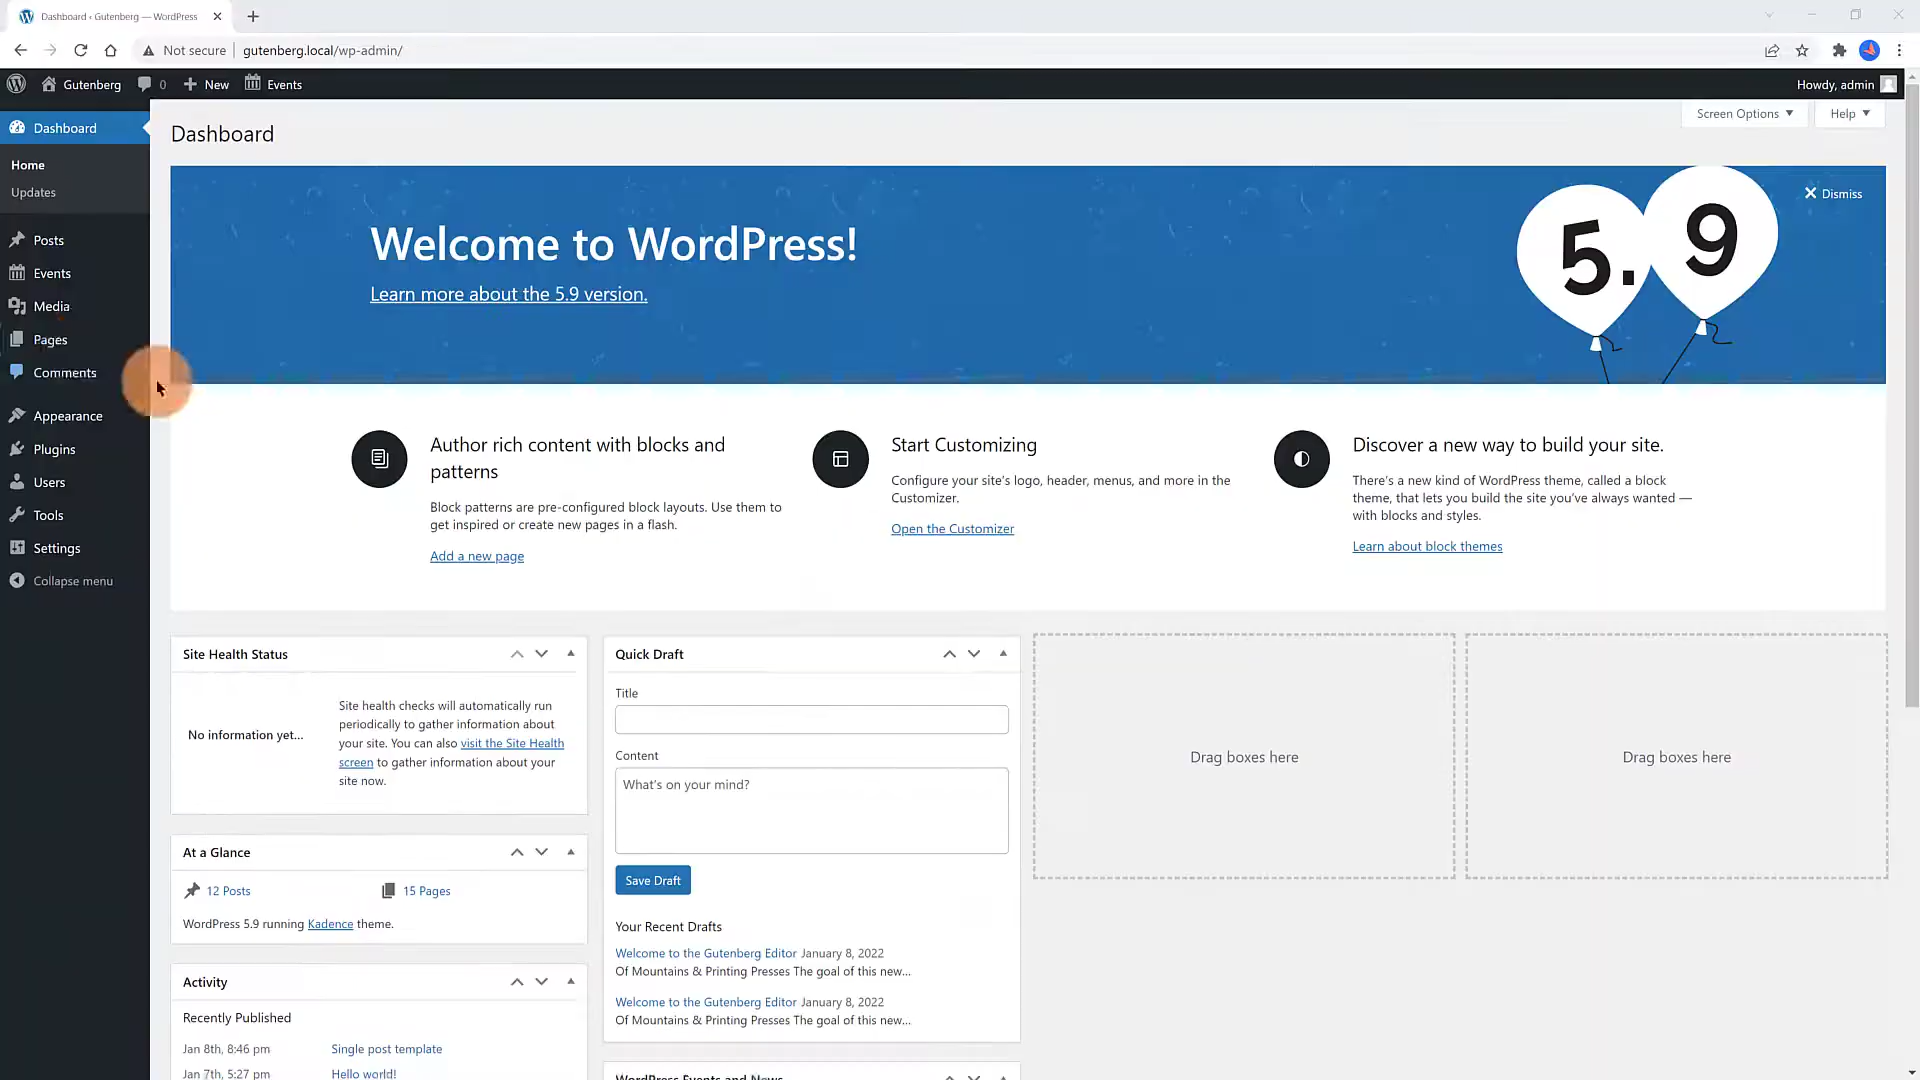 Dashboard ‹ Gutenberg — WordPress
Not secure
gutenberg.local/wp-admin/
Gutenberg
0
New
Events
Howdy, admin
Dashboard
Home
Updates
Posts
Events
Media
Pages
Comments
Appearance
Plugins
Users
Tools
Settings
Collapse menu
Dashboard
Screen Options
Help
Welcome to WordPress!
Learn more about the 5.9 version.
5.9
Dismiss
Author rich content with blocks and
patterns
Block patterns are pre-configured block layouts. Use them to
get inspired or create new pages in a flash.
Add a new page
Start Customizing
Configure your site's logo, header, menus, and more in the
Customizer.
Open the Customizer
Discover a new way to build your site.
There's a new kind of WordPress theme, called a block
theme, that lets you build the site you've always wanted —
with blocks and styles.
Learn about block themes
Site Health Status
No information yet...
Site health checks will automatically run
periodically to gather information about
your site. You can also visit the Site Health
screen to gather information about your
site now.
At a Glance
12 Posts
15 Pages
WordPress 5.9 running Kadence theme.
Activity
Recently Published
Jan 8th, 8:46 pm
Single post template
Jan 7th, 5:27 pm
Hello world!
Quick Draft
Title
Content
What's on your mind?
Save Draft
Your Recent Drafts
Welcome to the Gutenberg Editor January 8, 2022
Of Mountains & Printing Presses The goal of this new...
Welcome to the Gutenberg Editor January 8, 2022
Of Mountains & Printing Presses The goal of this new...
WordPress Events and News
Drag boxes here
Drag boxes here